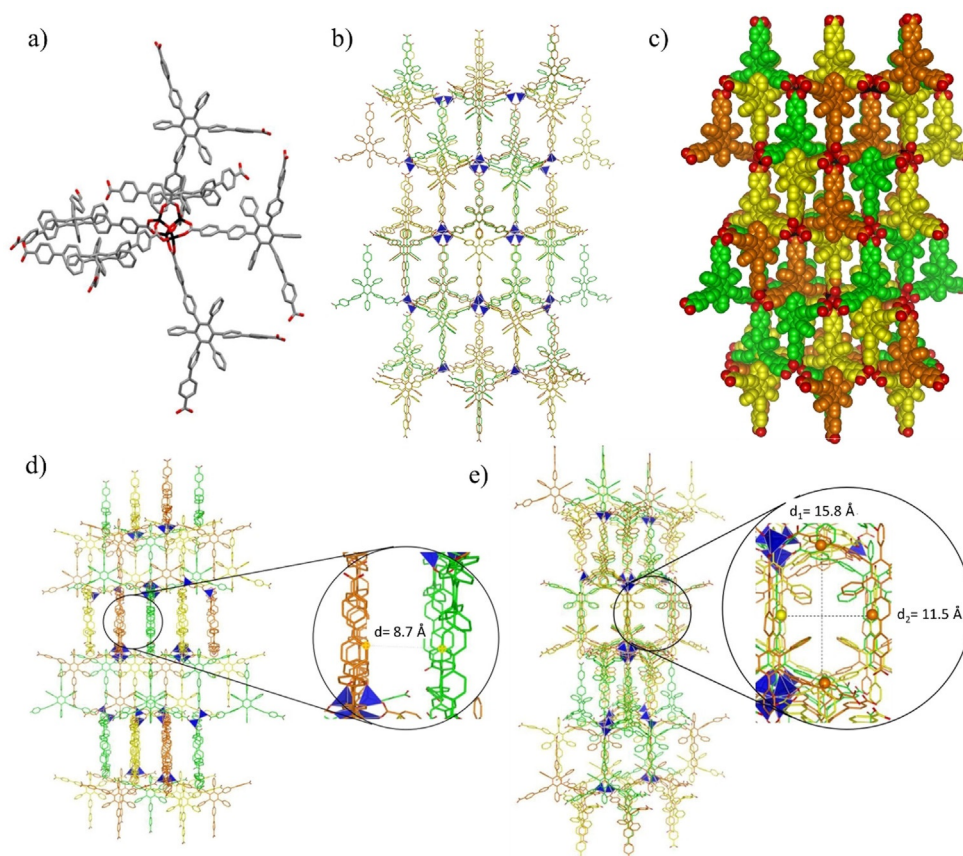 a)
b)
c)
d)
d= 8.7 Å
e)
d₁= 15.8 Å
d₂= 11.5 Å